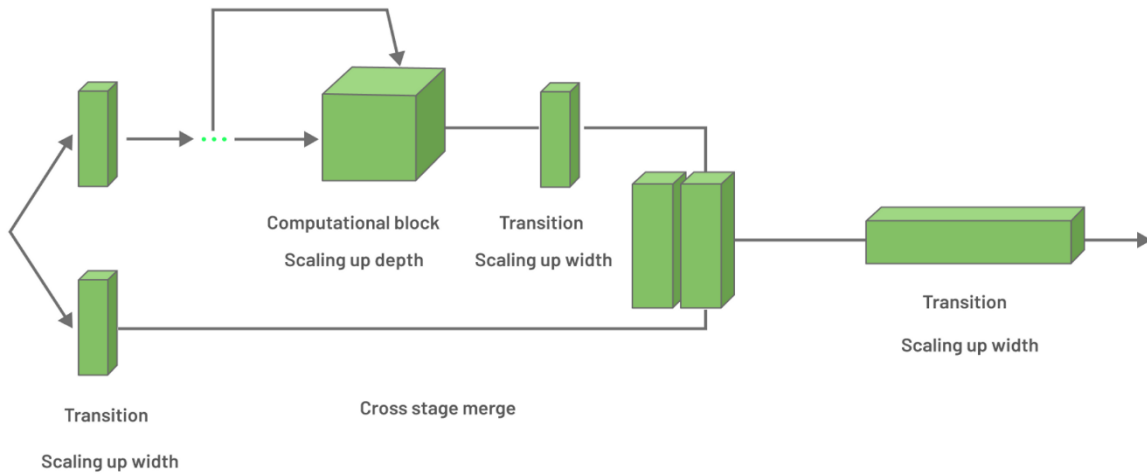 Computational block
Scaling up depth
Transition
Scaling up width
Transition
Scaling up width
Cross stage merge
Transition
Scaling up width